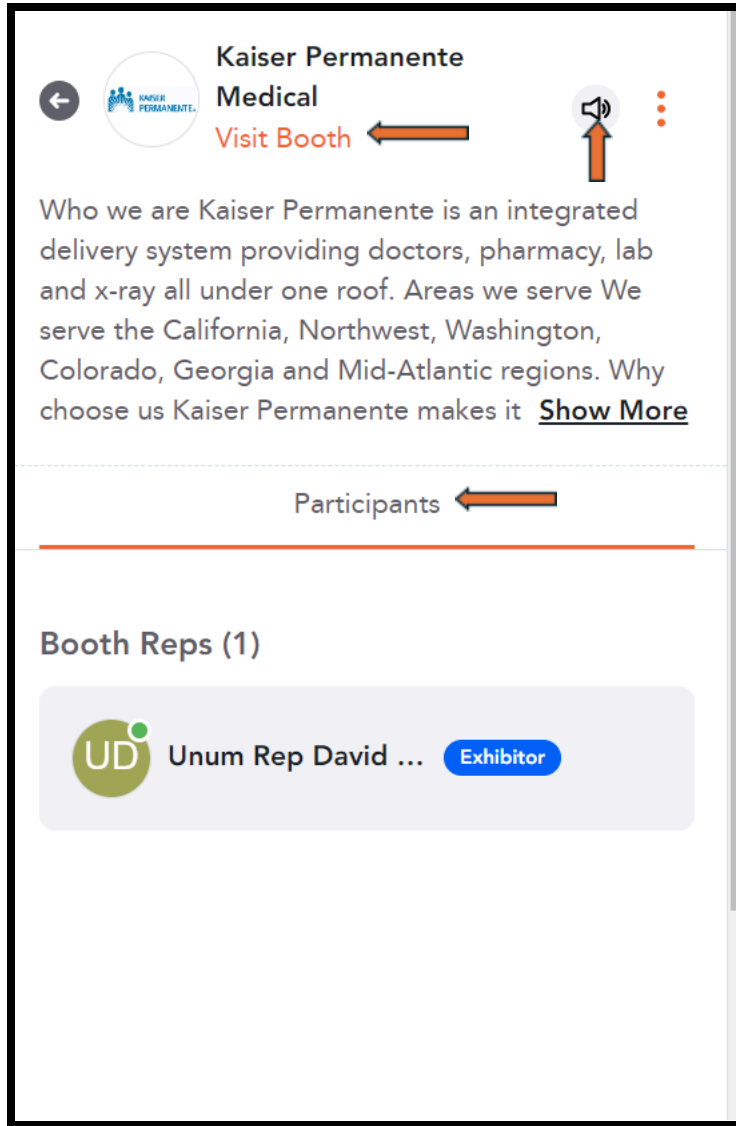 Kaiser Permanente
Medical
Visit Booth
KAISER
PERMANENTE.
Who we are Kaiser Permanente is an integrated
delivery system providing doctors, pharmacy, lab
and x-ray all under one roof. Areas we serve We
serve the California, Northwest, Washington,
Colorado, Georgia and Mid-Atlantic regions. Why
choose us Kaiser Permanente makes it Show More
Participants
Booth Reps (1)
UD Unum Rep David ... Exhibitor